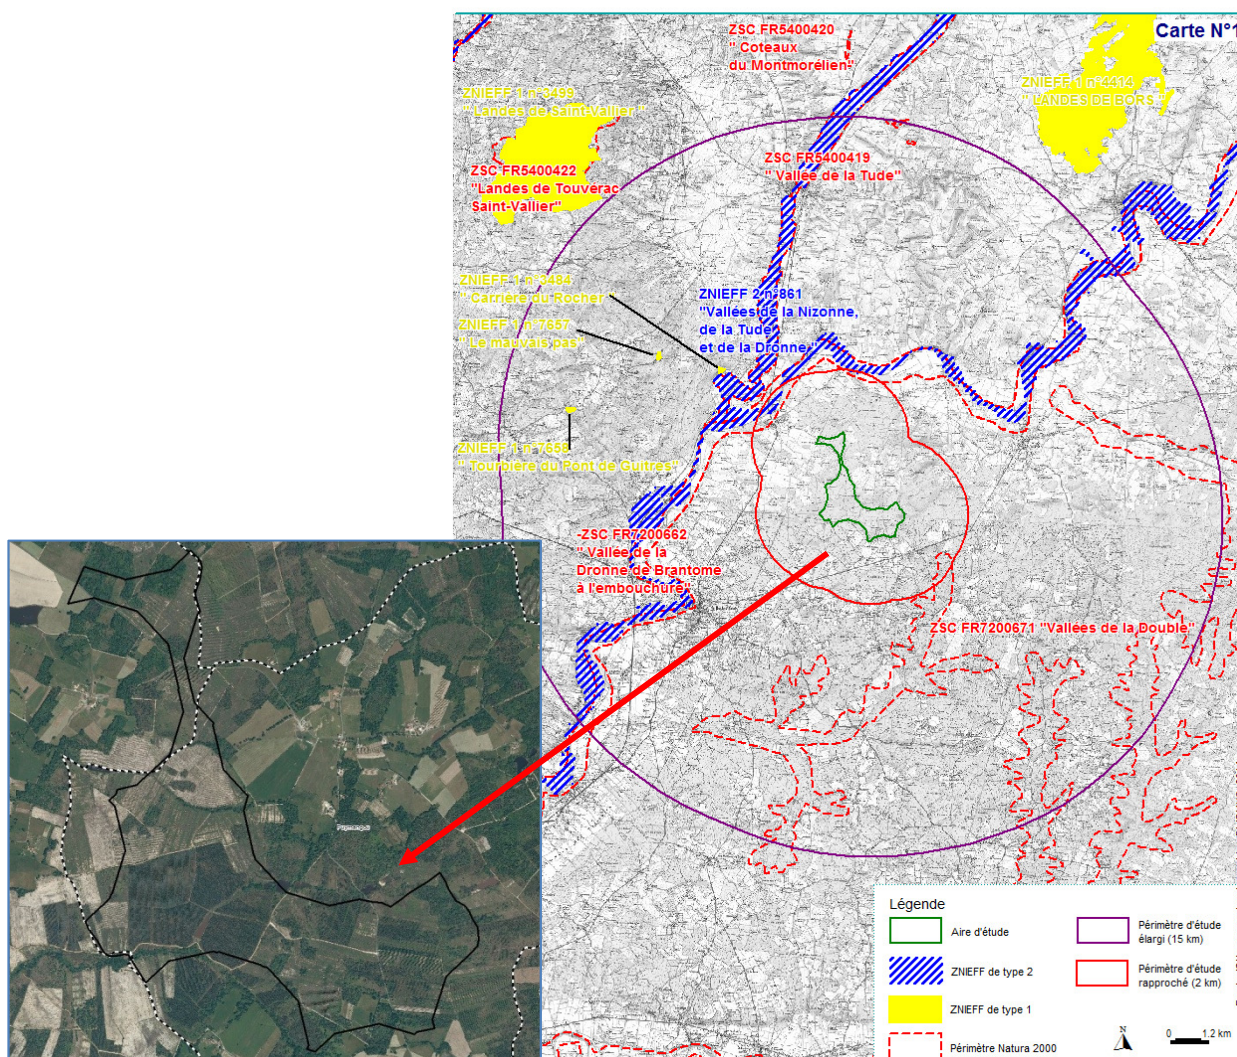 Carte N°1
ZSC FR5400420
" Coteaux
du Montmorélien"
ZNIEFF 1 n°4414
" LANDES DE BORS "
ZNIEFF 1 n°3499
" Landes de Saint-Vallier "
ZSC FR5400422
"Landes de Touverac
Saint-Vallier"
ZSC FR5400419
" Vallée de la Tude"
ZNIEFF 1 n°3484
" Carrière du Rocher "
ZNIEFF 1 n°7657
" Le mauvais pas"
ZNIEFF 2 n°861
"Vallées de la Nizonne,
de la Tude
et de la Dronne "
ZNIEFF 1 n°7658
" Tourbière du Pont de Guitres"
-ZSC FR7200662
" Vallée de la
Dronne de Brantome
à l'embouchure"
ZSC FR7200671 "Vallées de la Double"
Légende
Aire d'étude
ZNIEFF de type 2
ZNIEFF de type 1
Périmètre Natura 2000
Périmètre d'étude
élargi (15 km)
Périmètre d'étude
rapproché (2 km)
N
0 1.2 km